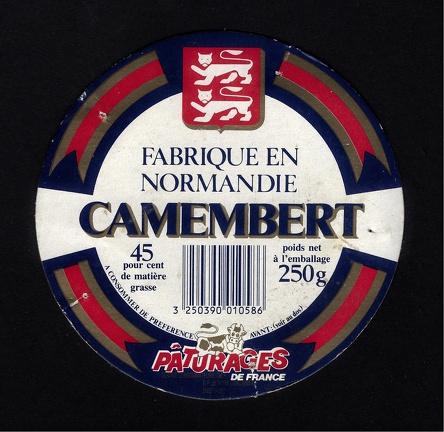 FABRIQUE EN
NORMANDIE
CAMEMBERT
45
pour cent
de matière
grasse
poids net
à l'emballage
250g
3 250390 010586
A CONSOMMER DE PREFERENCE AVANT: (voir au dos)
PÂTURAGES
DE FRANCE